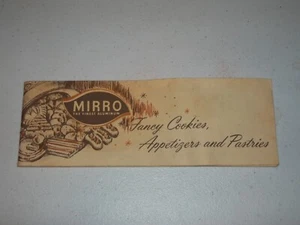 MIRRO
THE FINEST ALUMINUM
Fancy Cookies,
Appetizers and Pastries